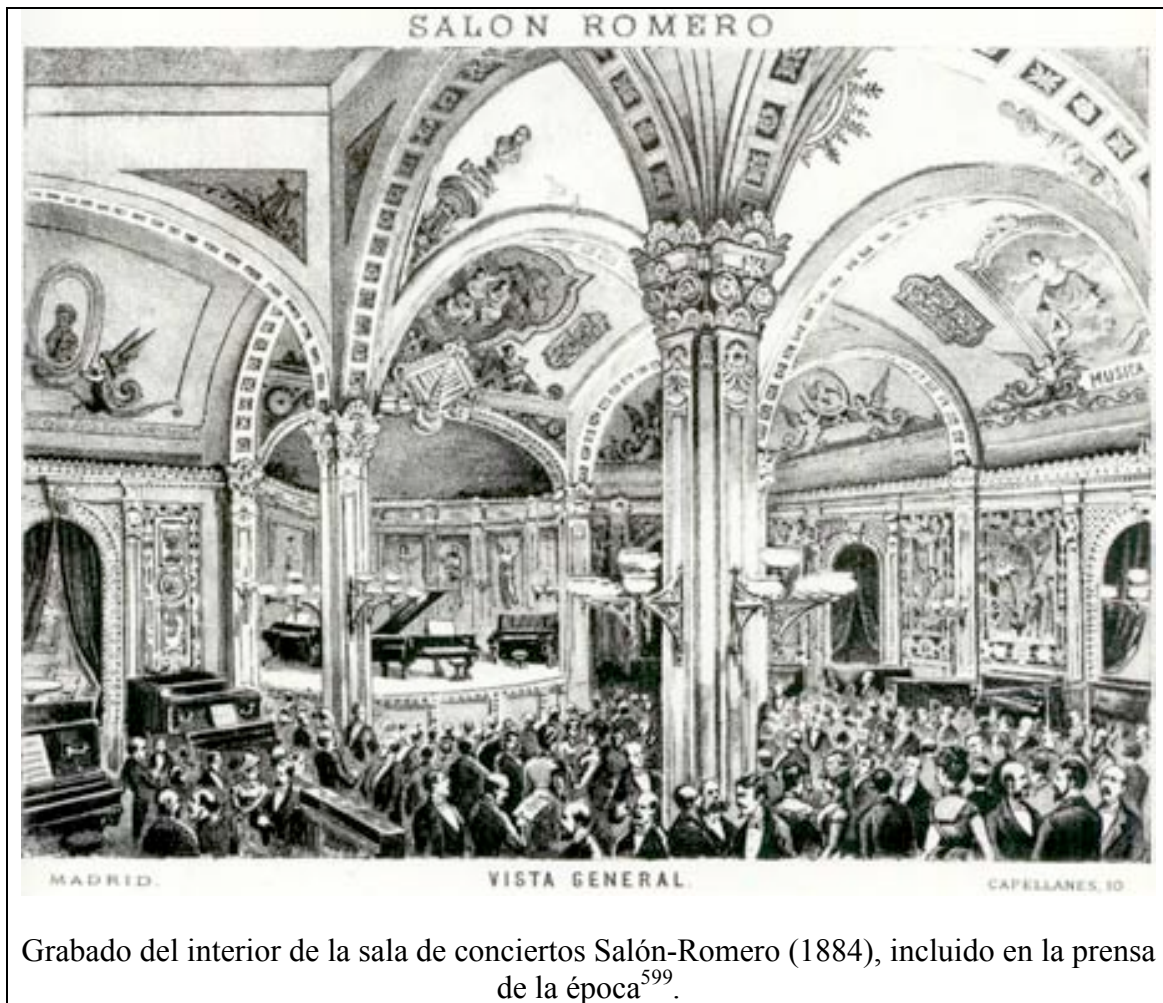 SALON ROMERO
MUSICA
MADRID.
VISTA GENERAL.
CAPELLANES, 10
Grabado del interior de la sala de conciertos Salón-Romero (1884), incluido en la prensa
de la época599.